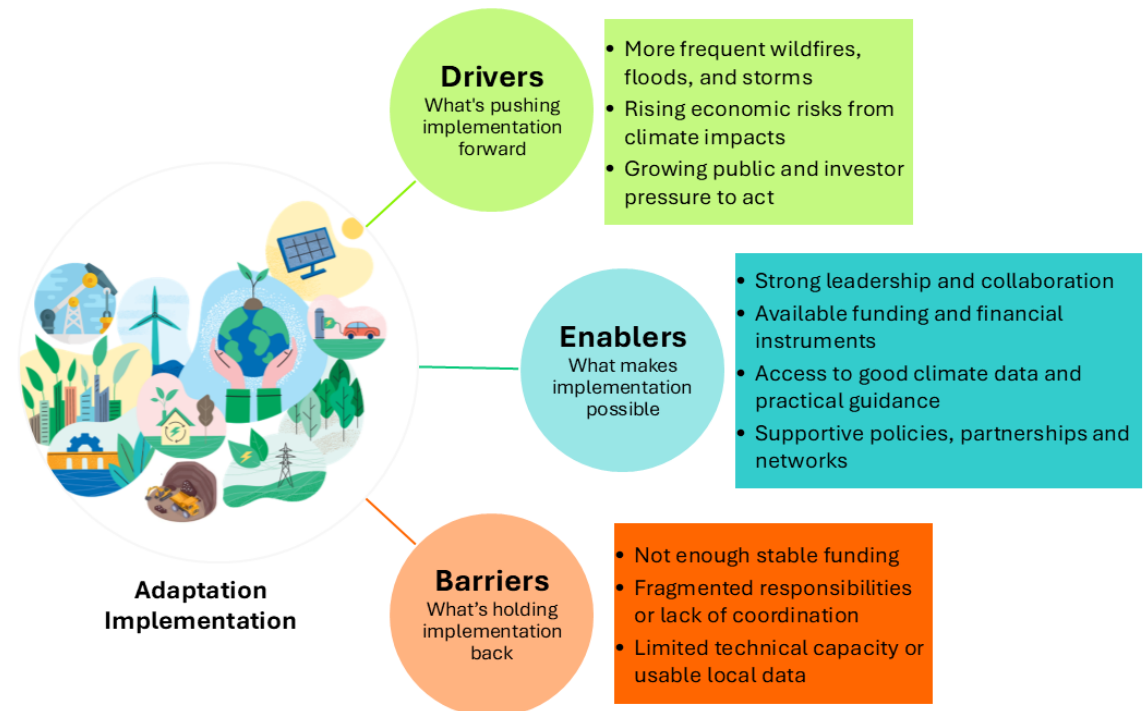 Drivers
What's pushing
implementation
forward
• More frequent wildfires,
floods, and storms
• Rising economic risks from
climate impacts
• Growing public and investor
pressure to act
Enablers
What makes
implementation
possible
• Strong leadership and collaboration
• Available funding and financial
instruments
• Access to good climate data and
practical guidance
• Supportive policies, partnerships and
networks
Adaptation
Implementation
Barriers
What’s holding
implementation
back
• Not enough stable funding
• Fragmented responsibilities
or lack of coordination
• Limited technical capacity or
usable local data